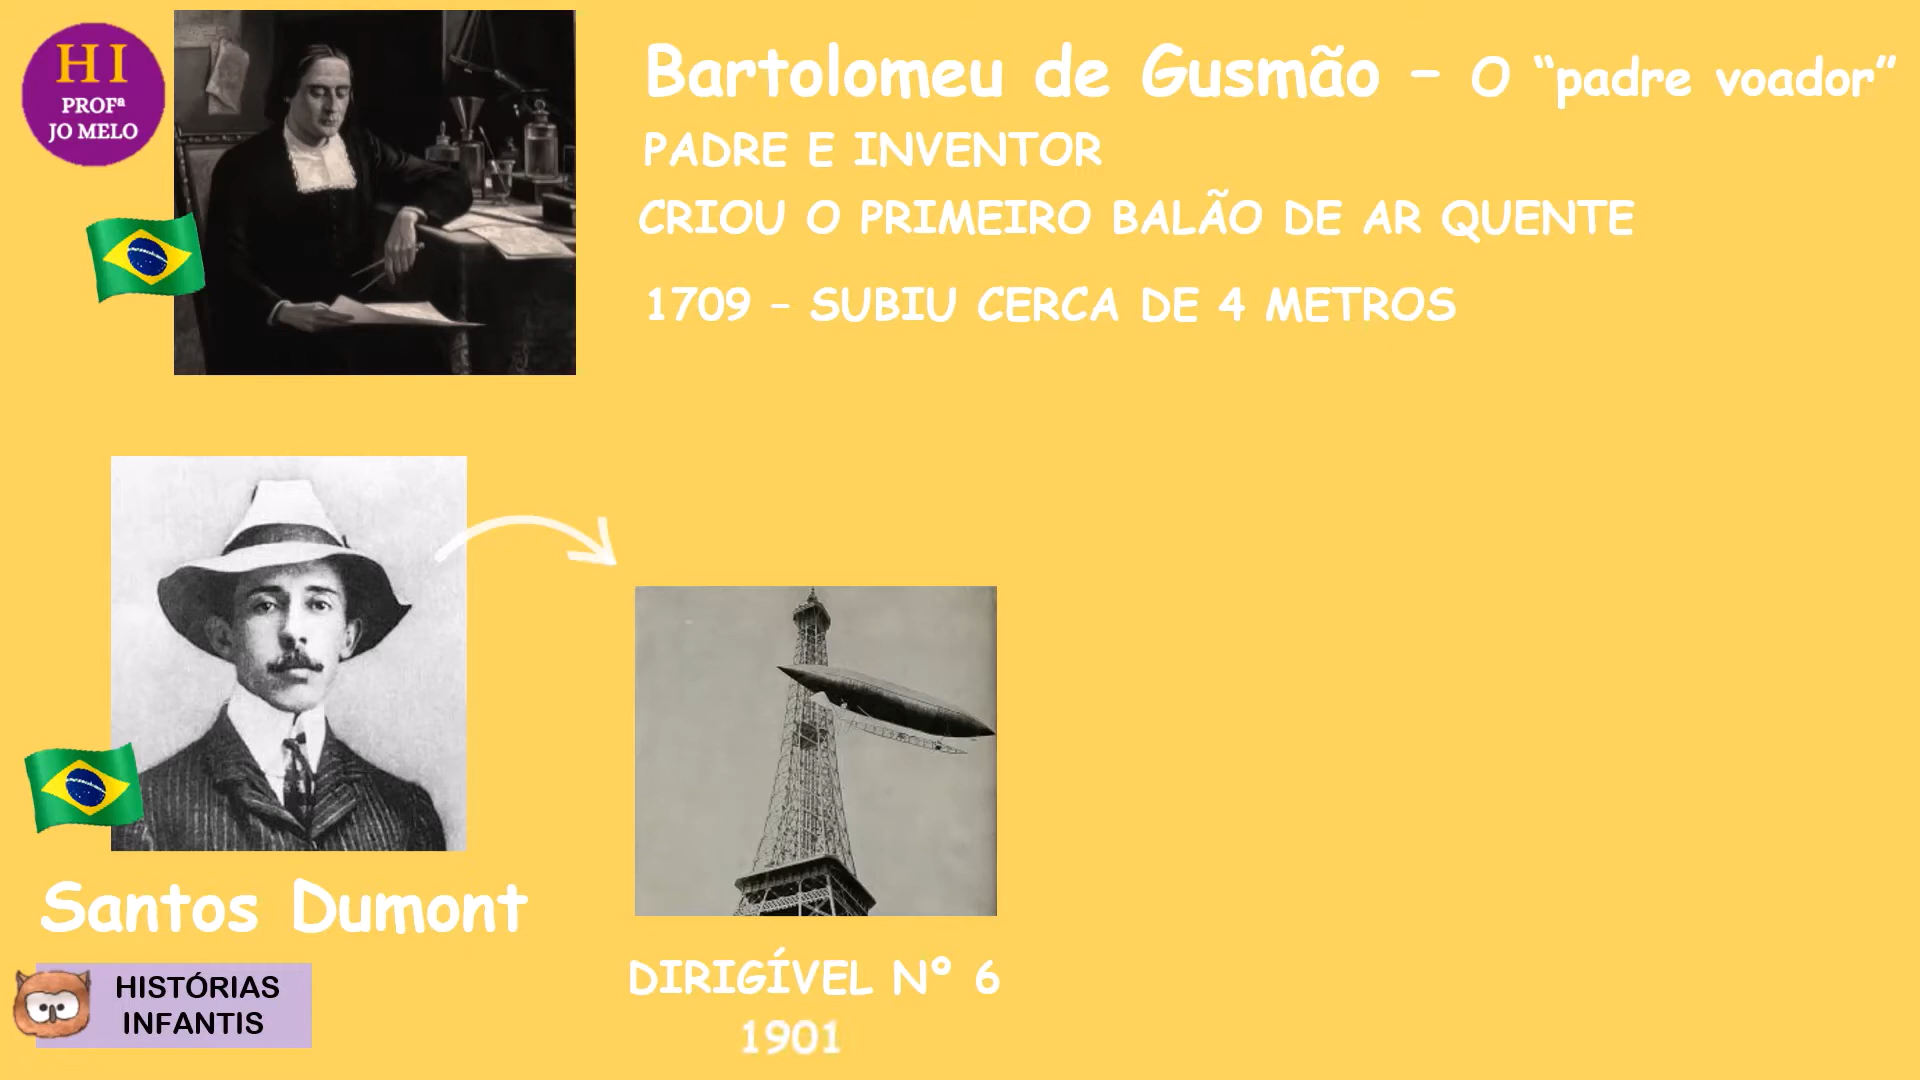 HI
PROFª
JO MELO
Bartolomeu de Gusmão – O “padre voador”
PADRE E INVENTOR
CRIOU O PRIMEIRO BALÃO DE AR QUENTE
1709 – SUBIU CERCA DE 4 METROS
Santos Dumont
DIRIGÍVEL Nº 6
1901
HISTÓRIAS
INFANTIS